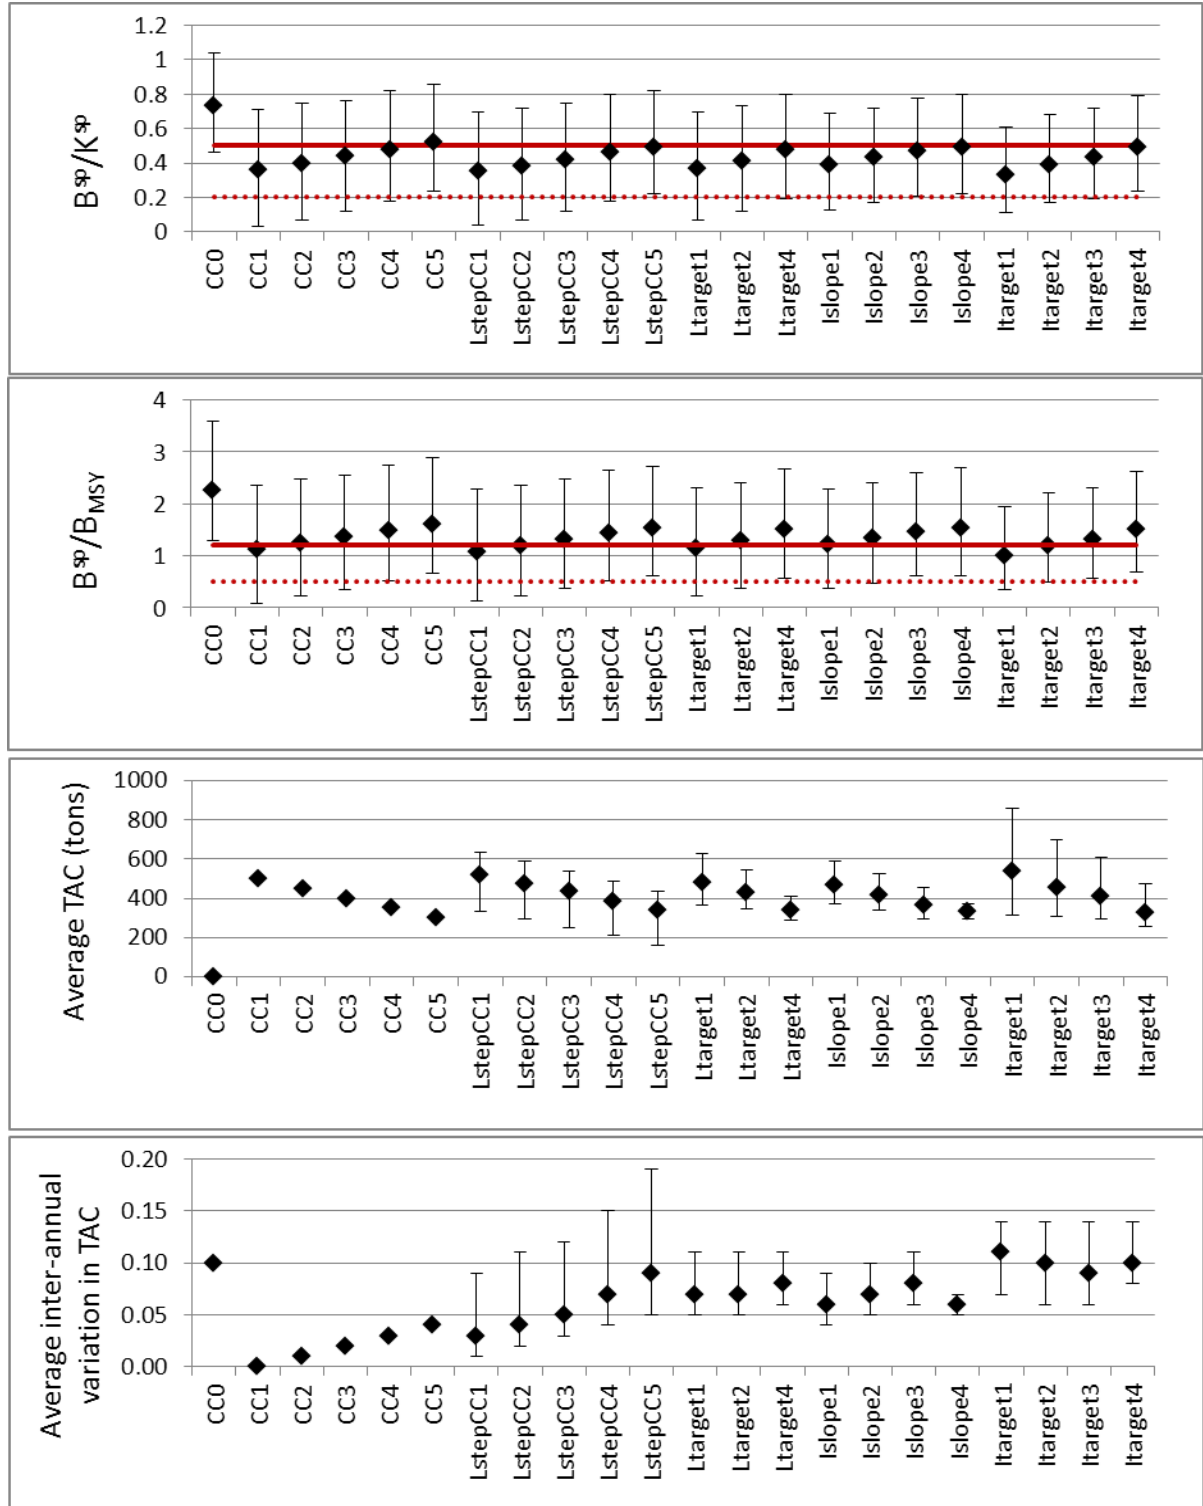 Bˢᵖ/Kˢᵖ
1.2
1
0.8
0.6
0.4
0.2
0
CC0
CC1
CC2
CC3
CC4
CC5
LstepCC1
LstepCC2
LstepCC3
LstepCC4
LstepCC5
Ltarget1
Ltarget2
Ltarget4
Islope1
Islope2
Islope3
Islope4
Itarget1
Itarget2
Itarget3
Itarget4
Bˢᵖ/B_MSY
4
3
2
1
0
CC0
CC1
CC2
CC3
CC4
CC5
LstepCC1
LstepCC2
LstepCC3
LstepCC4
LstepCC5
Ltarget1
Ltarget2
Ltarget4
Islope1
Islope2
Islope3
Islope4
Itarget1
Itarget2
Itarget3
Itarget4
Average TAC (tons)
1000
800
600
400
200
0
CC0
CC1
CC2
CC3
CC4
CC5
LstepCC1
LstepCC2
LstepCC3
LstepCC4
LstepCC5
Ltarget1
Ltarget2
Ltarget4
Islope1
Islope2
Islope3
Islope4
Itarget1
Itarget2
Itarget3
Itarget4
Average inter-annual
variation in TAC
0.20
0.15
0.10
0.05
0.00
CC0
CC1
CC2
CC3
CC4
CC5
LstepCC1
LstepCC2
LstepCC3
LstepCC4
LstepCC5
Ltarget1
Ltarget2
Ltarget4
Islope1
Islope2
Islope3
Islope4
Itarget1
Itarget2
Itarget3
Itarget4